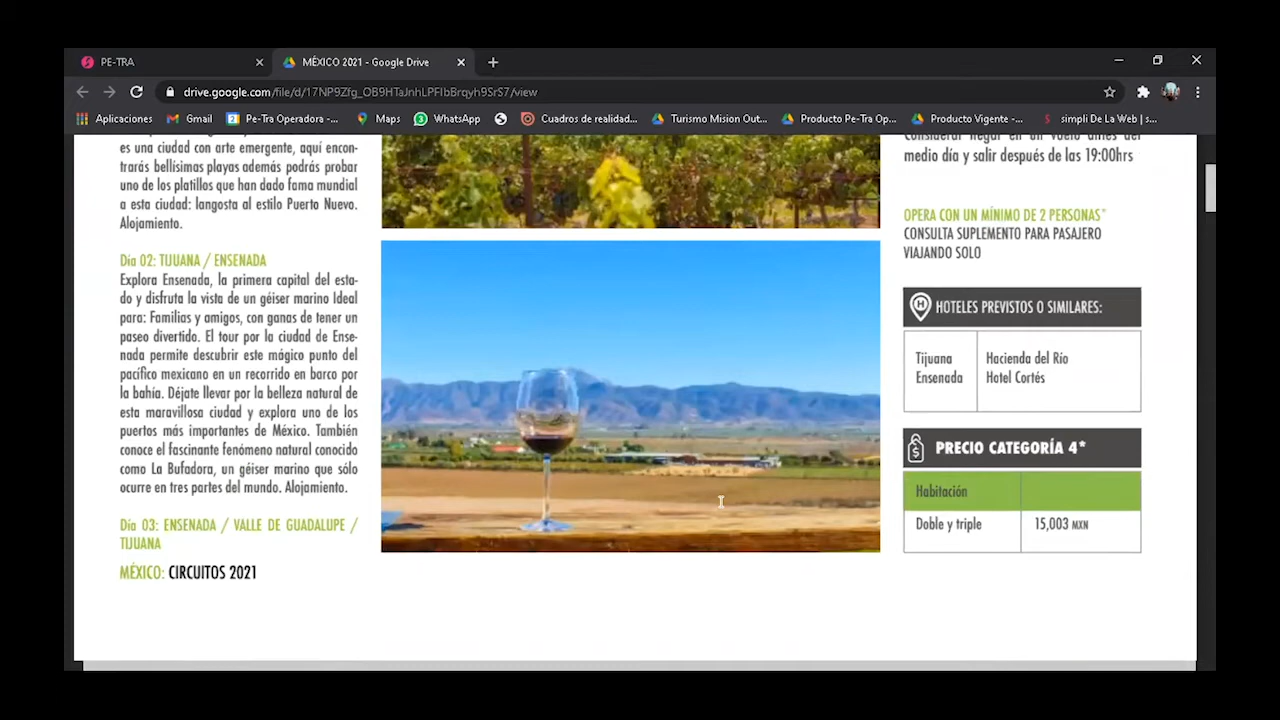 PE-TRA
MÉXICO 2021 - Google Drive
drive.google.com/file/d/17NP9Zfg_OB9HTaJnhLPFIbBrqyh9SrS7/view
Aplicaciones
Gmail
Pe-Tra Operadora -...
Maps
WhatsApp
Cuadros de realidad...
Turismo Mision Out...
Producto Pe-Tra Op...
Producto Vigente -...
simpli De La Web | s...
es una ciudad con arte emergente, aquí encon-
trarás bellísimas playas además podrás probar
uno de los platillos que han dado fama mundial
a esta ciudad: langosta al estilo Puerto Nuevo.
Alojamiento.
Día 02: TIJUANA / ENSENADA
Explora Ensenada, la primera capital del esta-
do y disfruta la vista de un géiser marino Ideal
para: Familias y amigos, con ganas de tener un
paseo divertido. El tour por la ciudad de Ense-
nada permite descubrir este mágico punto del
pacífico mexicano en un recorrido en barco por
la bahía. Déjate llevar por la belleza natural de
esta maravillosa ciudad y explora uno de los
puertos más importantes de México. También
conoce el fascinante fenómeno natural conocido
como La Bufadora, un géiser marino que sólo
ocurre en tres partes del mundo. Alojamiento.
Día 03: ENSENADA / VALLE DE GUADALUPE /
TIJUANA
MÉXICO: CIRCUITOS 2021
Considerar llegar en un vuelo antes del
medio día y salir después de las 19:00hrs
OPERA CON UN MÍNIMO DE 2 PERSONAS*
CONSULTA SUPLEMENTO PARA PASAJERO
VIAJANDO SOLO
HOTELES PREVISTOS O SIMILARES:
Tijuana Hacienda del Río
Ensenada Hotel Cortés
PRECIO CATEGORÍA 4*
Habitación
Doble y triple 15,003 MXN